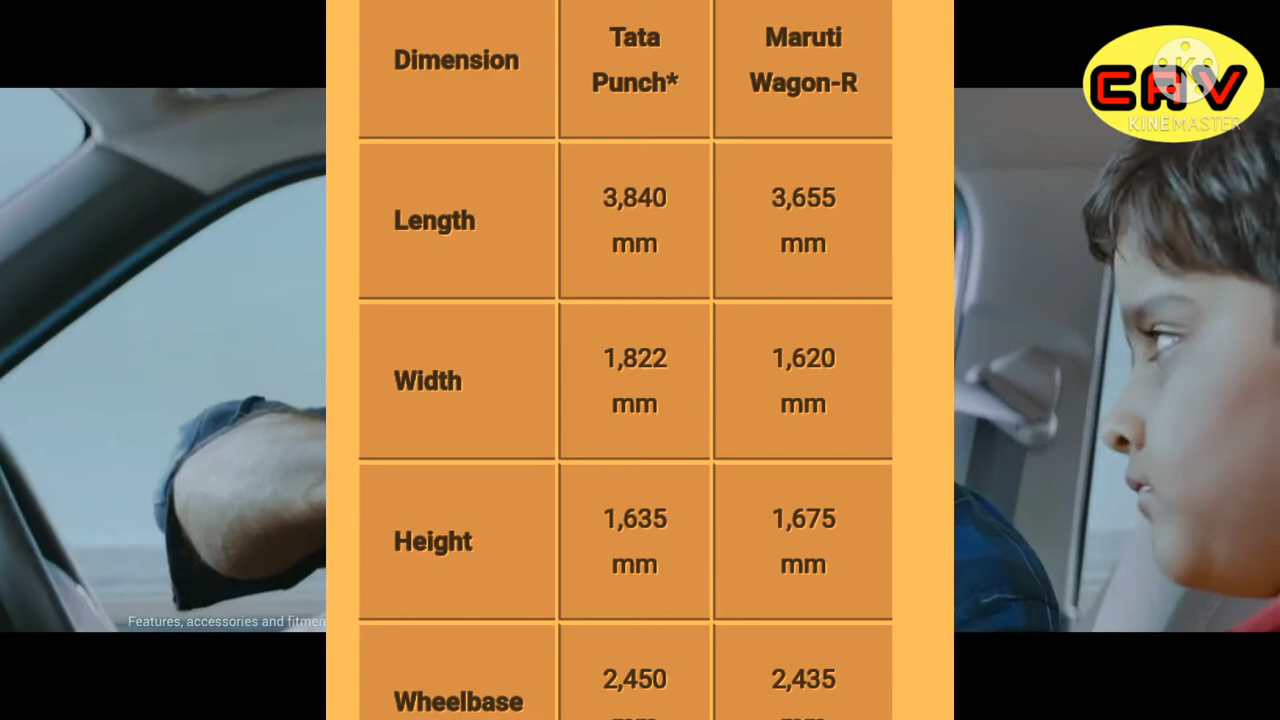 Dimension
Tata
Punch*
Maruti
Wagon-R
Length
3,840
mm
3,655
mm
Width
1,822
mm
1,620
mm
Height
1,635
mm
1,675
mm
Wheelbase
2,450
2,435
CAV
KINEMASTER
Features, accessories and